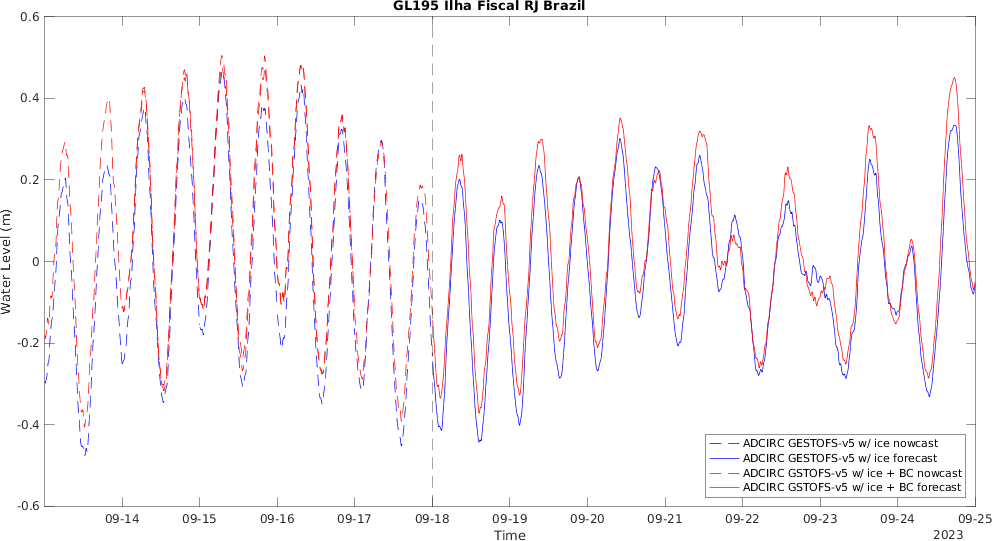 GL195 Ilha Fiscal RJ Brazil
0.6
0.4
0.2
0
-0.2
-0.4
-0.6
Water Level (m)
ADCIRC GESTOFS-v5 w/ ice nowcast
ADCIRC GESTOFS-v5 w/ ice forecast
ADCIRC GSTOFS-v5 w/ ice + BC nowcast
ADCIRC GSTOFS-v5 w/ ice + BC forecast
09-14 09-15 09-16 09-17 09-18 09-19 09-20 09-21 09-22 09-23 09-24 09-25
Time
2023